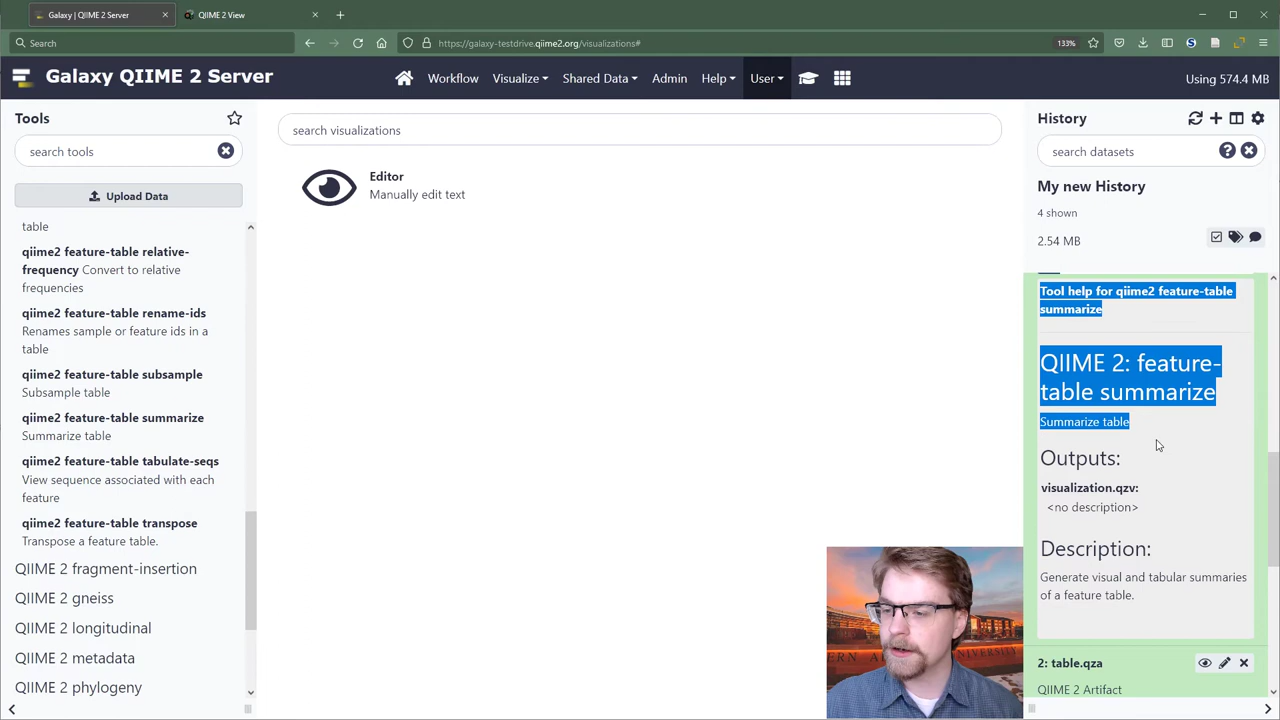 Galaxy | QIIME 2 Server
QIIME 2 View
Search
https://galaxy-testdrive.qiime2.org/visualizations#
133%
Galaxy QIIME 2 Server
Workflow
Visualize
Shared Data
Admin
Help
User
Using 574.4 MB
Tools
search tools
Upload Data
table
qiime2 feature-table relative-
frequency Convert to relative
frequencies
qiime2 feature-table rename-ids
Renames sample or feature ids in a
table
qiime2 feature-table subsample
Subsample table
qiime2 feature-table summarize
Summarize table
qiime2 feature-table tabulate-seqs
View sequence associated with each
feature
qiime2 feature-table transpose
Transpose a feature table.
QIIME 2 fragment-insertion
QIIME 2 gneiss
QIIME 2 longitudinal
QIIME 2 metadata
QIIME 2 phylogeny
search visualizations
Editor
Manually edit text
History
search datasets
My new History
4 shown
2.54 MB
Tool help for qiime2 feature-table
summarize
QIIME 2: feature-
table summarize
Summarize table
Outputs:
visualization.qzv:
<no description>
Description:
Generate visual and tabular summaries
of a feature table.
2: table.qza
QIIME 2 Artifact